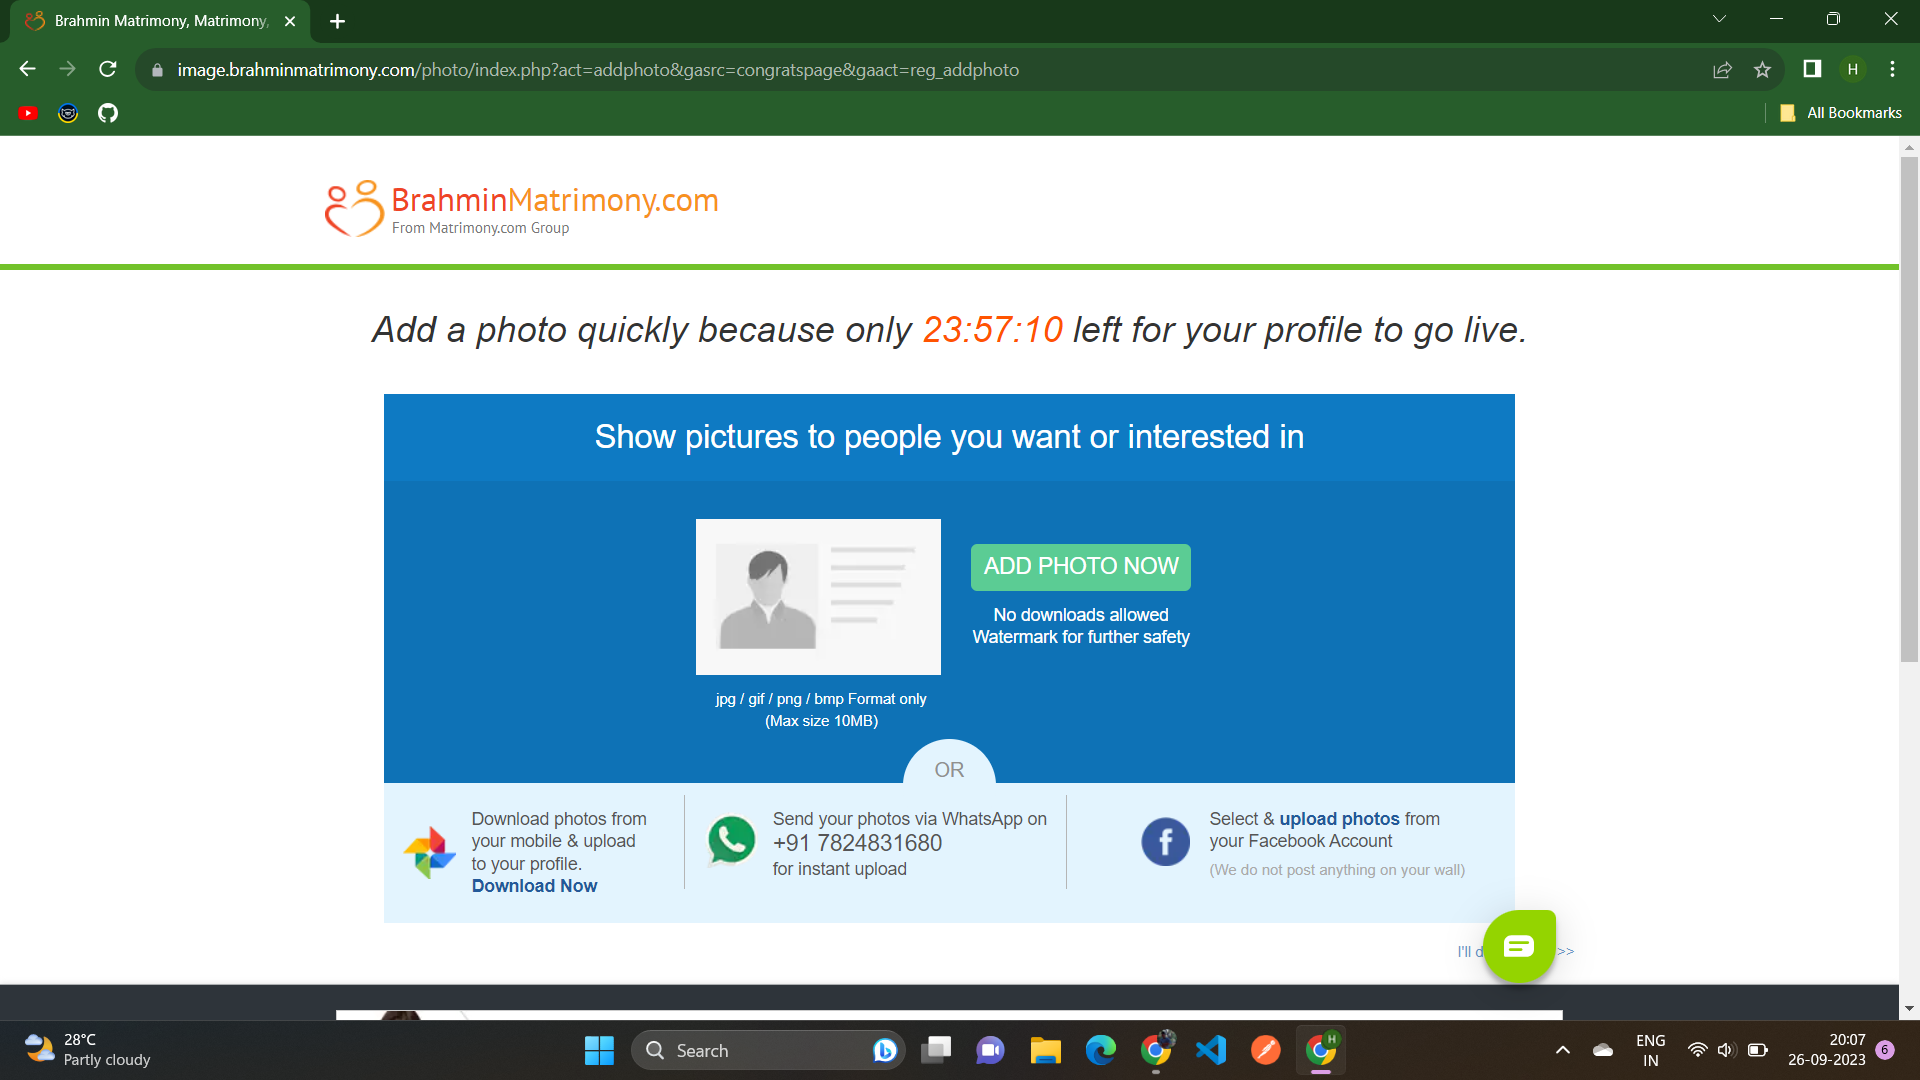 Brahmin Matrimony, Matrimony,
image.brahminmatrimony.com/photo/index.php?act=addphoto&gasrc=congratspage&gaact=reg_addphoto
H
All Bookmarks
BrahminMatrimony.com
From Matrimony.com Group
Add a photo quickly because only 23:57:10 left for your profile to go live.
Show pictures to people you want or interested in
ADD PHOTO NOW
No downloads allowed
Watermark for further safety
jpg / gif / png / bmp Format only
(Max size 10MB)
OR
Download photos from
your mobile & upload
to your profile.
Download Now
Send your photos via WhatsApp on
+91 7824831680
for instant upload
Select & upload photos from
your Facebook Account
(We do not post anything on your wall)
I'll >>
28°C
Partly cloudy
Search
H
ENG
IN
20:07
26-09-2023
6